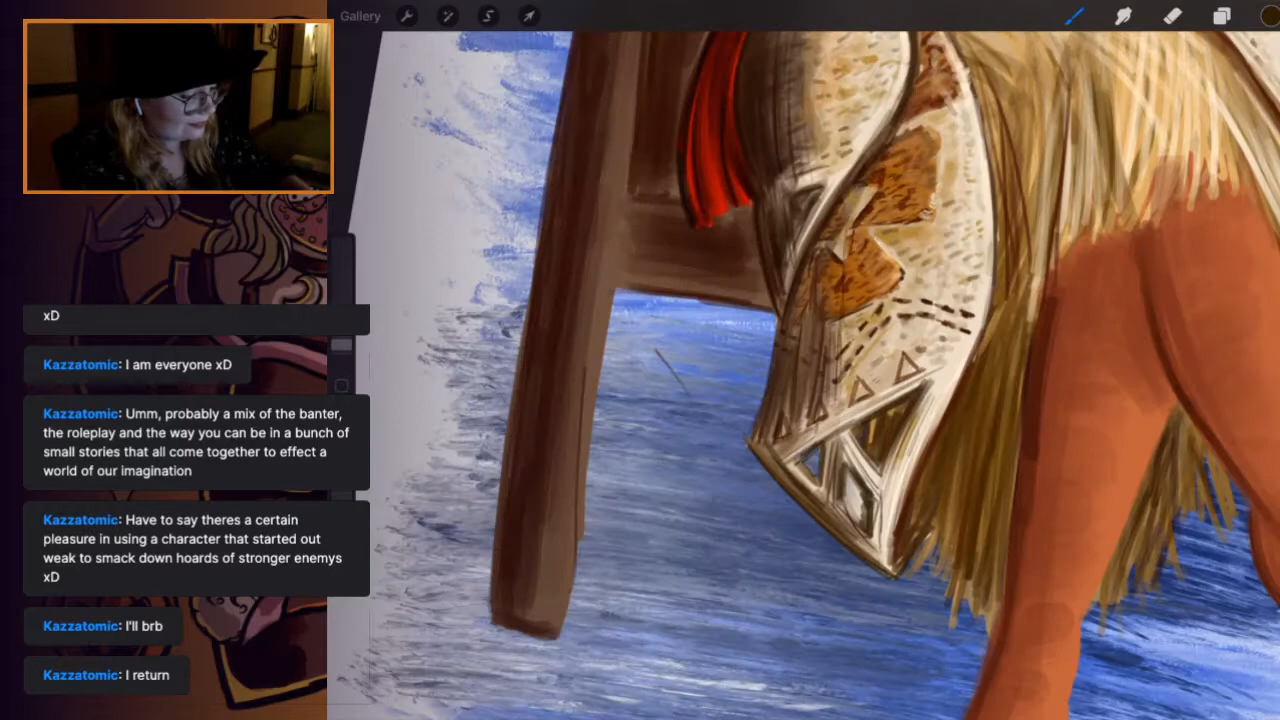 Gallery
xD
Kazzatomic: I am everyone xD
Kazzatomic: Umm, probably a mix of the banter,
the roleplay and the way you can be in a bunch of
small stories that all come together to effect a
world of our imagination
Kazzatomic: Have to say theres a certain
pleasure in using a character that started out
weak to smack down hoards of stronger enemys
xD
Kazzatomic: I'll brb
Kazzatomic: I return